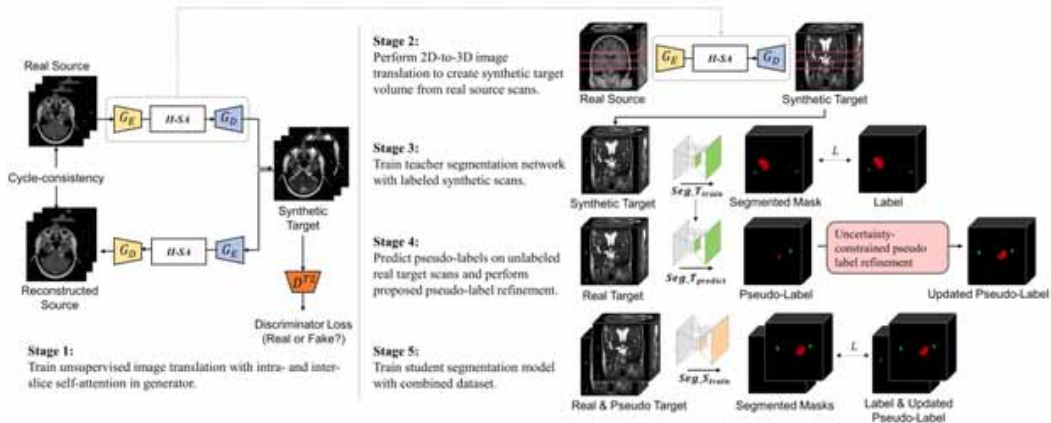 Real Source
G_E
II-SA
G_D
Cycle-consistency
G_D
II-SA
G_E
Reconstructed
Source
Synthetic
Target
D^{T2}
Discriminator Loss
(Real or Fake?)
Stage 1:
Train unsupervised image translation with intra- and inter-
slice self-attention in generator.
Stage 2:
Perform 2D-to-3D image
translation to create synthetic target
volume from real source scans.
Real Source
G_E
II-SA
G_D
Synthetic Target
Stage 3:
Train teacher segmentation network
with labeled synthetic scans.
Synthetic Target
Seg_T_train
Segmented Mask
L
Label
Stage 4:
Predict pseudo-labels on unlabeled
real target scans and perform
proposed pseudo-label refinement.
Real Target
Seg_T_predict
Pseudo-Label
Uncertainty-
constrained pseudo
label refinement
Updated Pseudo-Label
Stage 5:
Train student segmentation model
with combined dataset.
Real & Pseudo Target
Seg_S_train
Segmented Masks
L
Label & Updated
Pseudo-Label